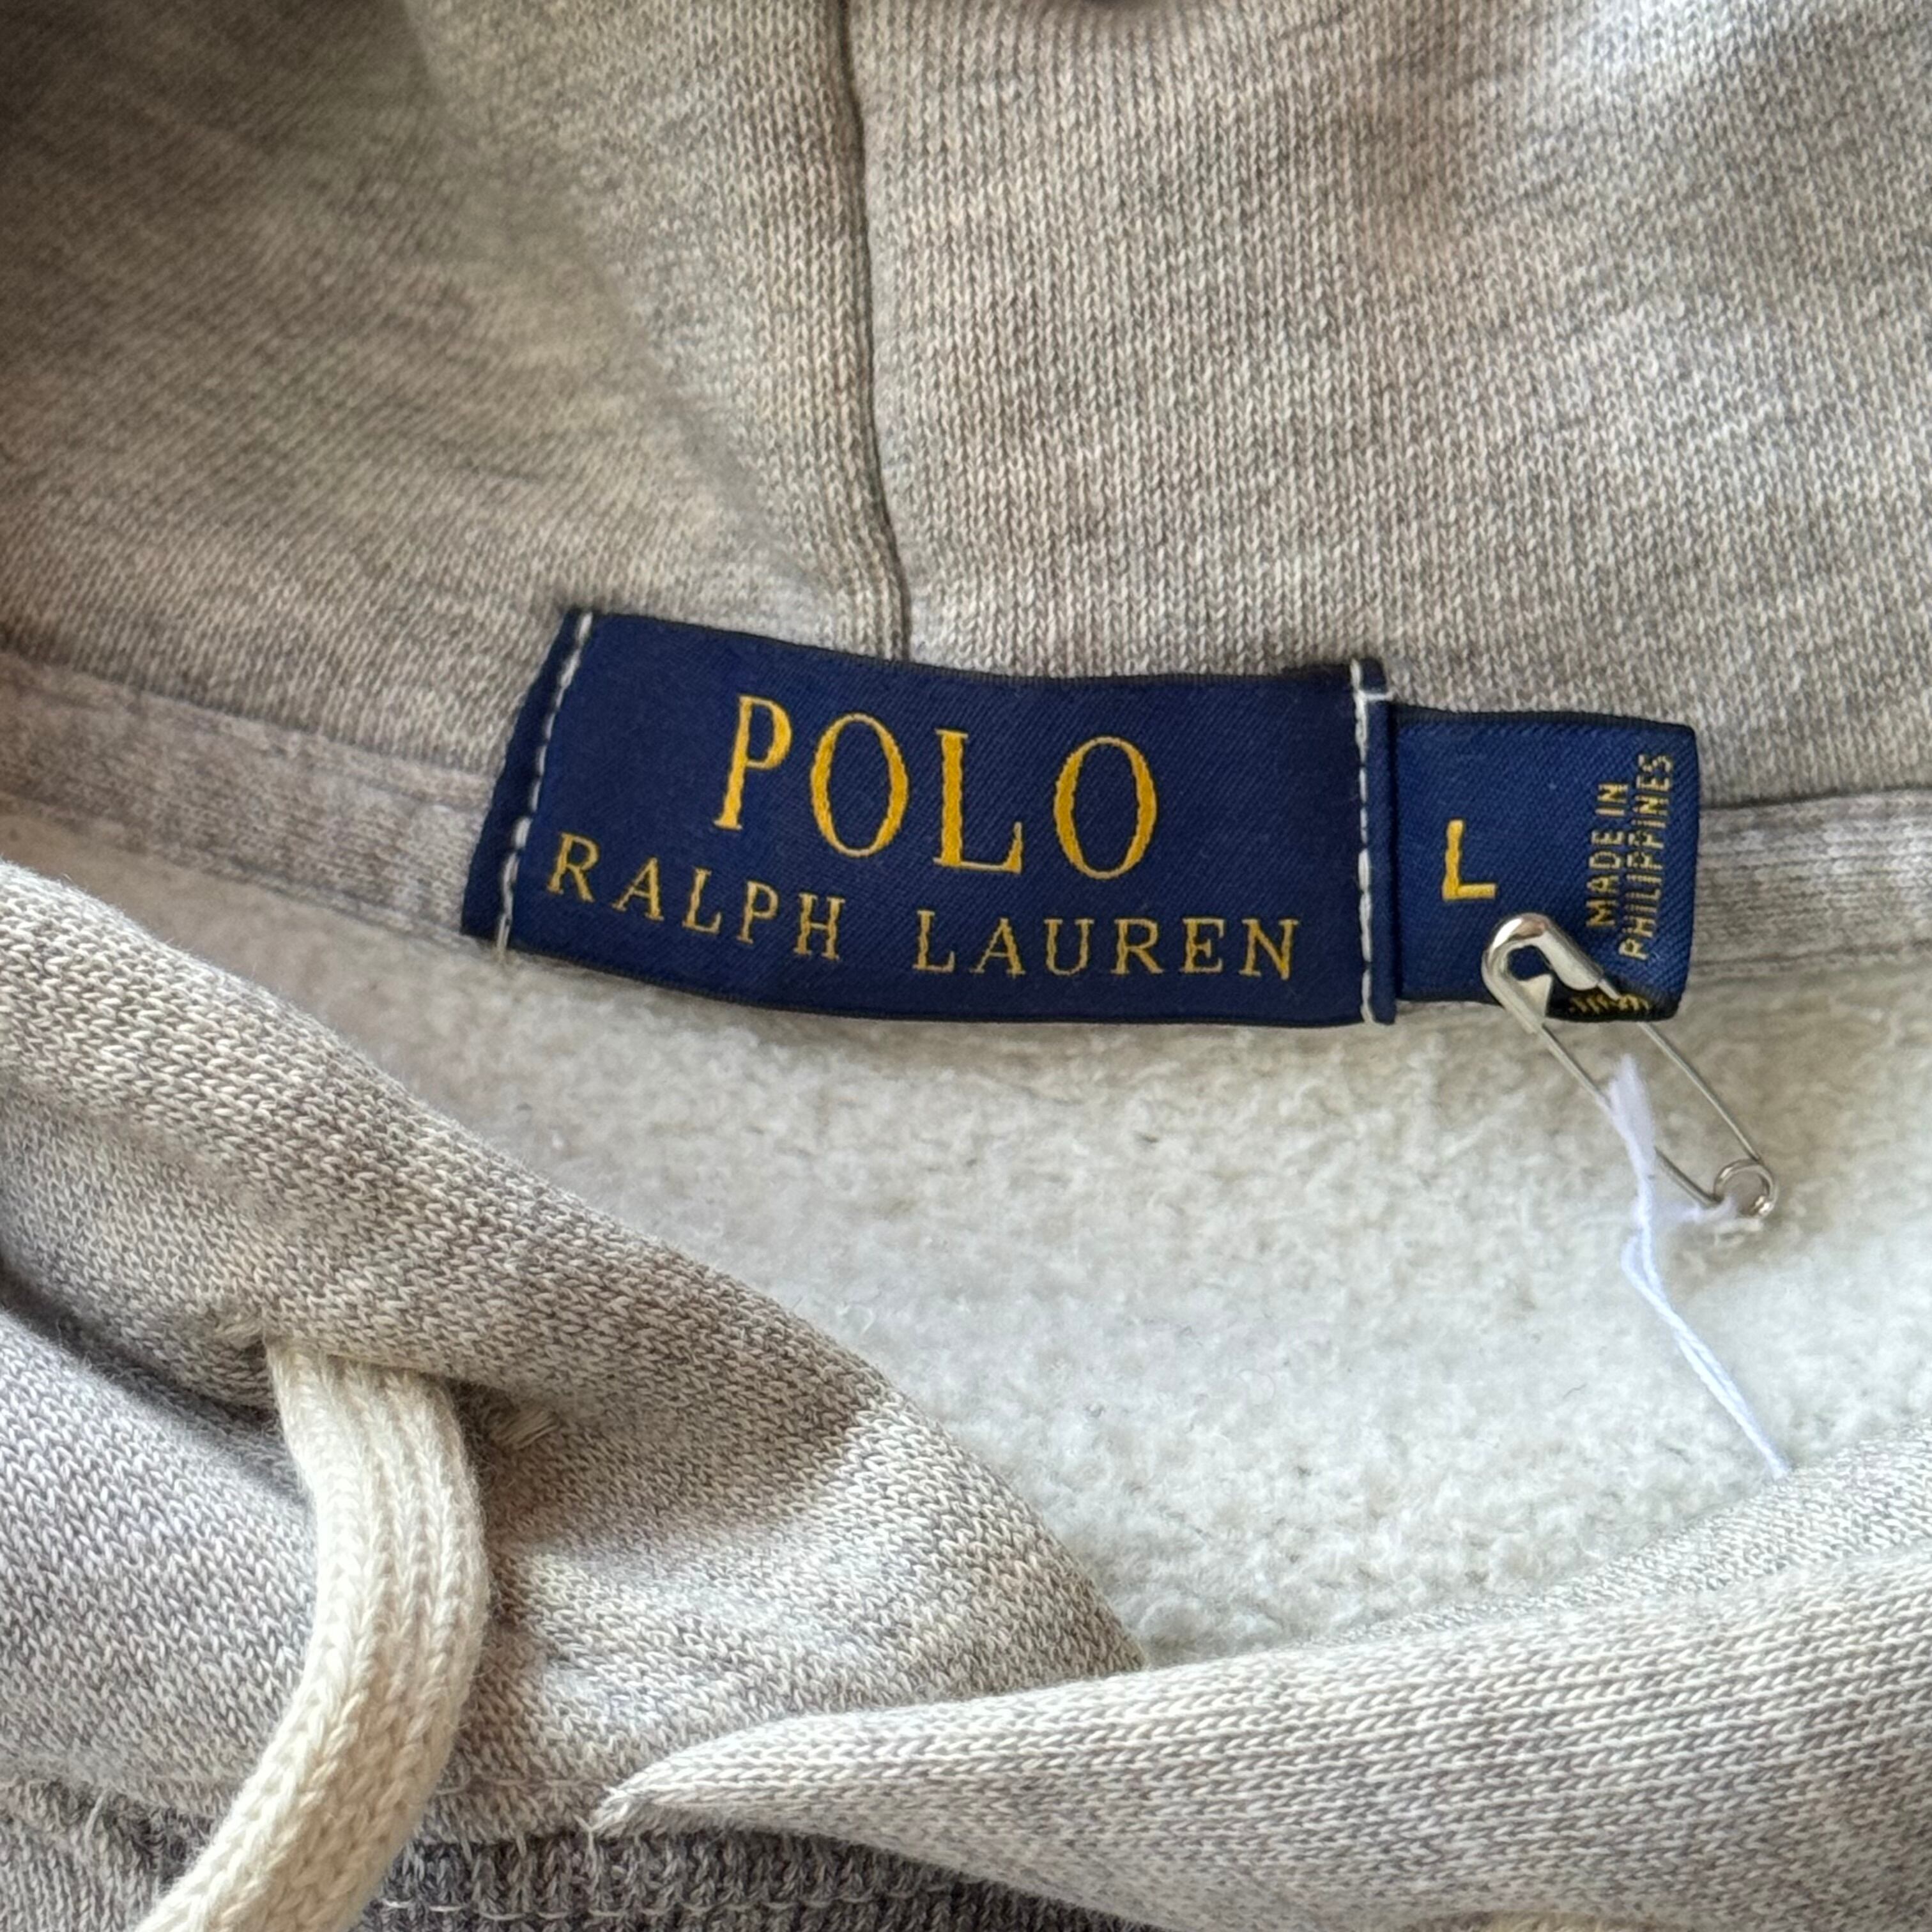 POLO
RALPH LAUREN
L
MADE IN
PHILIPPINES